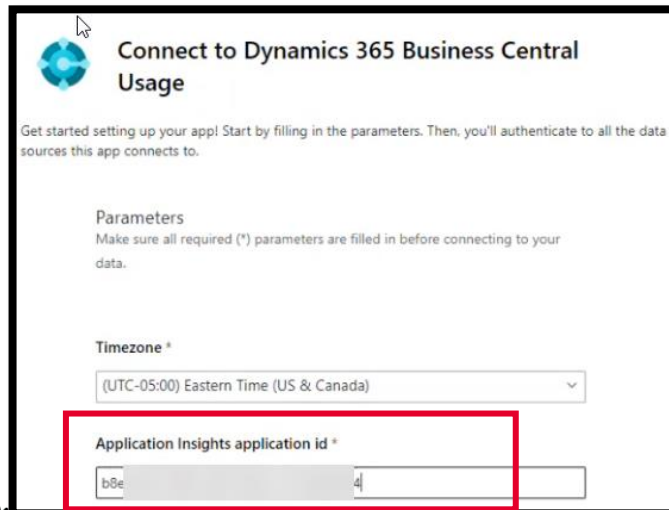 Connect to Dynamics 365 Business Central
Usage
Get started setting up your app! Start by filling in the parameters. Then, you'll authenticate to all the data
sources this app connects to.
Parameters
Make sure all required (*) parameters are filled in before connecting to your
data.
Timezone *
(UTC-05:00) Eastern Time (US & Canada)
Application Insights application id *
b8e 4